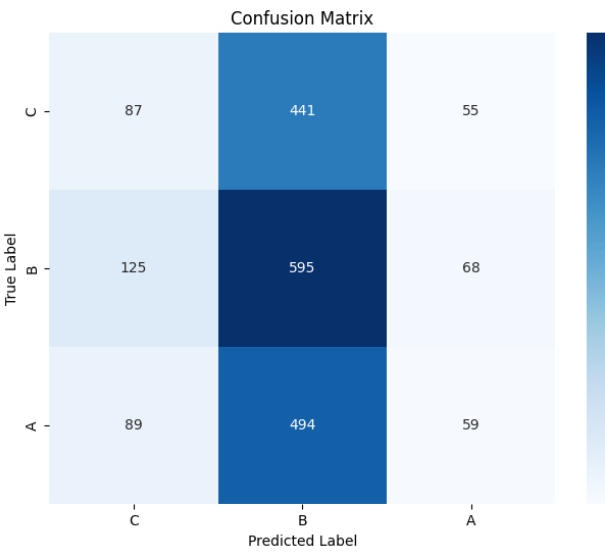 Confusion Matrix
C 87 441 55
B 125 595 68
A 89 494 59
True Label
C B A
Predicted Label